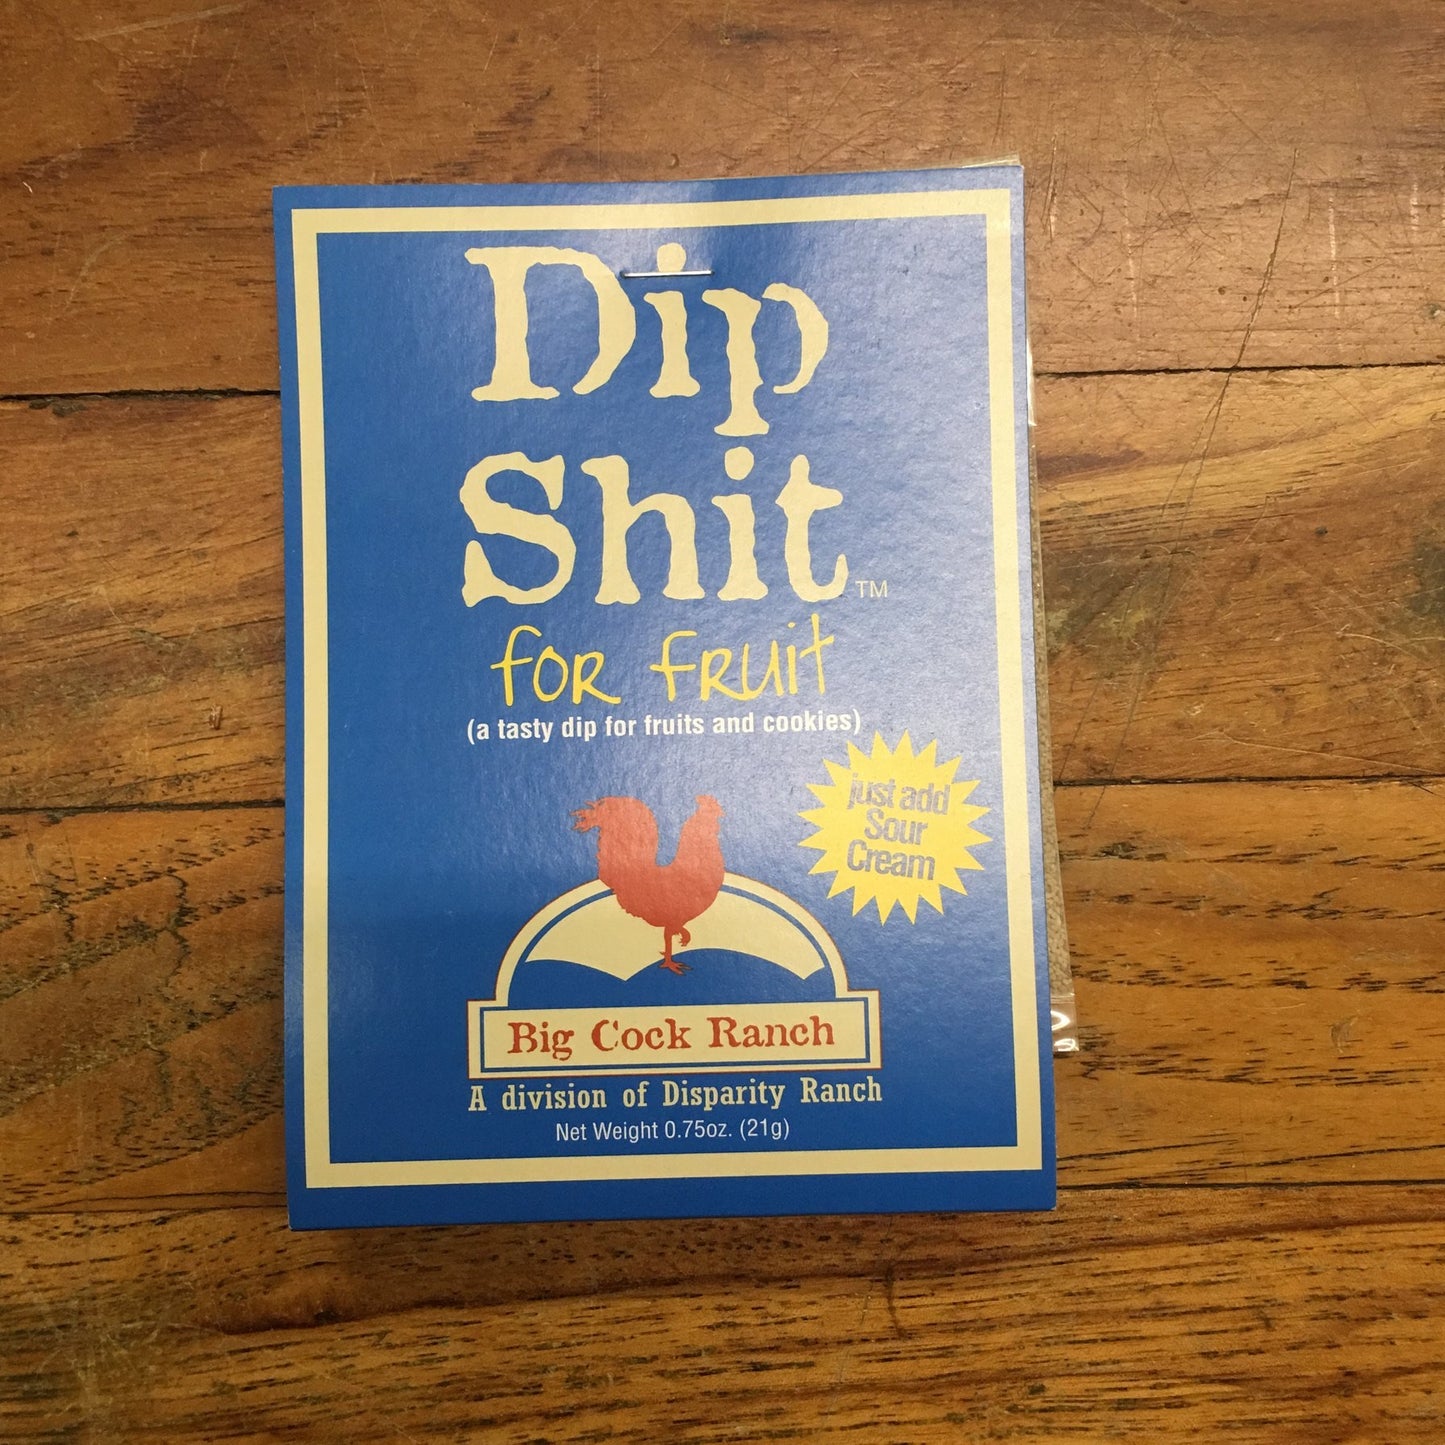 Dip
Shit™
for fruit
(a tasty dip for fruits and cookies)
just add
Sour
Cream
Big Cock Ranch
A division of Disparity Ranch
Net Weight 0.75oz. (21g)